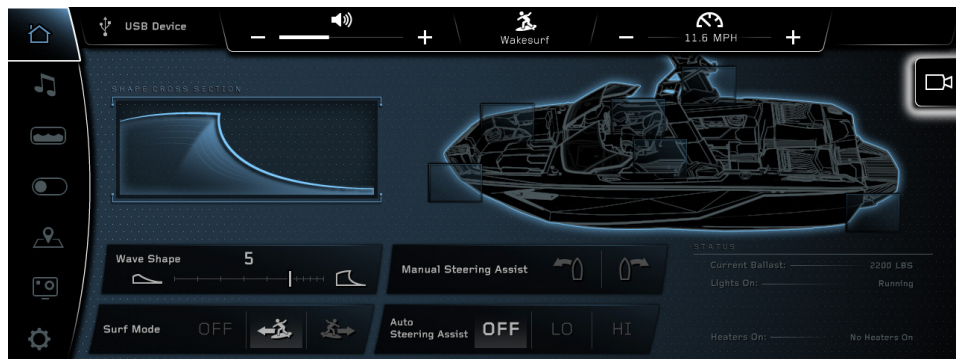 USB Device
Wakesurf
11.6 MPH
SHAPE CROSS SECTION
Wave Shape 5
Manual Steering Assist
STATUS
Current Ballast: 2200 LBS
Lights On: Running
Surf Mode OFF
Auto
Steering Assist OFF LO HI
Heaters On: No Heaters On